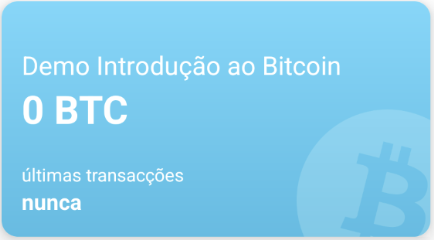 Demo Introdução ao Bitcoin
0 BTC
últimas transacções
nunca